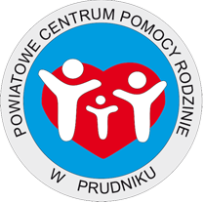 POWIATOWE CENTRUM POMOCY RODZINIE
W PRUDNIKU